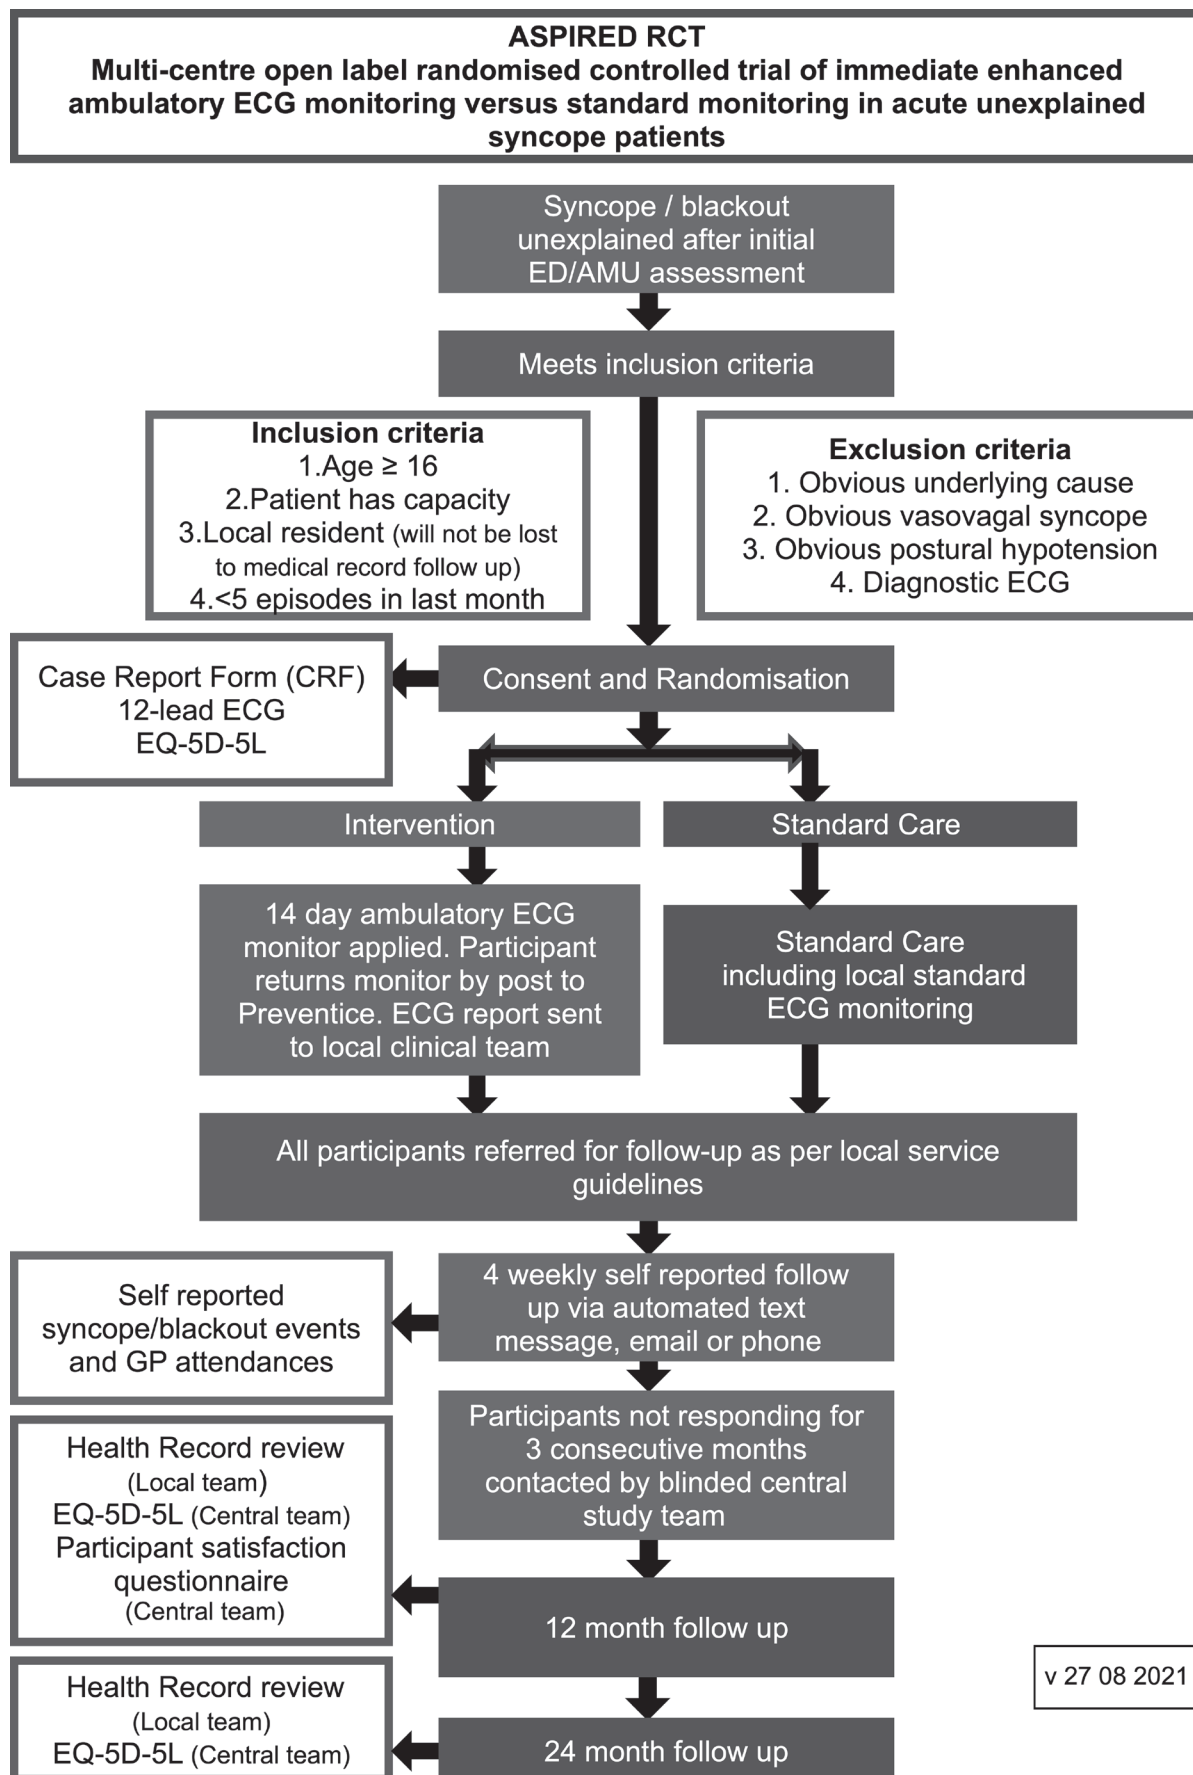 ASPIRED RCT
Multi-centre open label randomised controlled trial of immediate enhanced
ambulatory ECG monitoring versus standard monitoring in acute unexplained
syncope patients
Syncope / blackout
unexplained after initial
ED/AMU assessment
Meets inclusion criteria
Inclusion criteria
1.Age ≥ 16
2.Patient has capacity
3.Local resident (will not be lost
to medical record follow up)
4.<5 episodes in last month
Exclusion criteria
1. Obvious underlying cause
2. Obvious vasovagal syncope
3. Obvious postural hypotension
4. Diagnostic ECG
Case Report Form (CRF)
12-lead ECG
EQ-5D-5L
Consent and Randomisation
Intervention
Standard Care
14 day ambulatory ECG
monitor applied. Participant
returns monitor by post to
Preventice. ECG report sent
to local clinical team
Standard Care
including local standard
ECG monitoring
All participants referred for follow-up as per local service
guidelines
Self reported
syncope/blackout events
and GP attendances
4 weekly self reported follow
up via automated text
message, email or phone
Participants not responding for
3 consecutive months
contacted by blinded central
study team
Health Record review
(Local team)
EQ-5D-5L (Central team)
Participant satisfaction
questionnaire
(Central team)
12 month follow up
v 27 08 2021
Health Record review
(Local team)
EQ-5D-5L (Central team)
24 month follow up